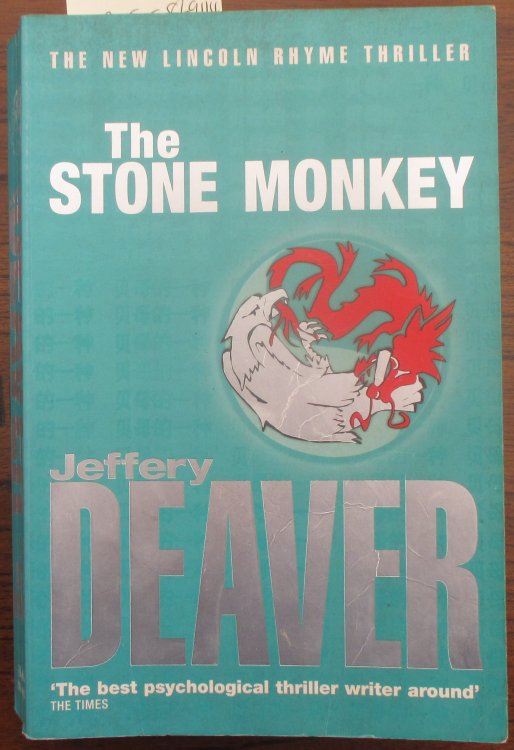 THE NEW LINCOLN RHYME THRILLER
The
STONE MONKEY
Jeffery
DEAVER
'The best psychological thriller writer around'
THE TIMES